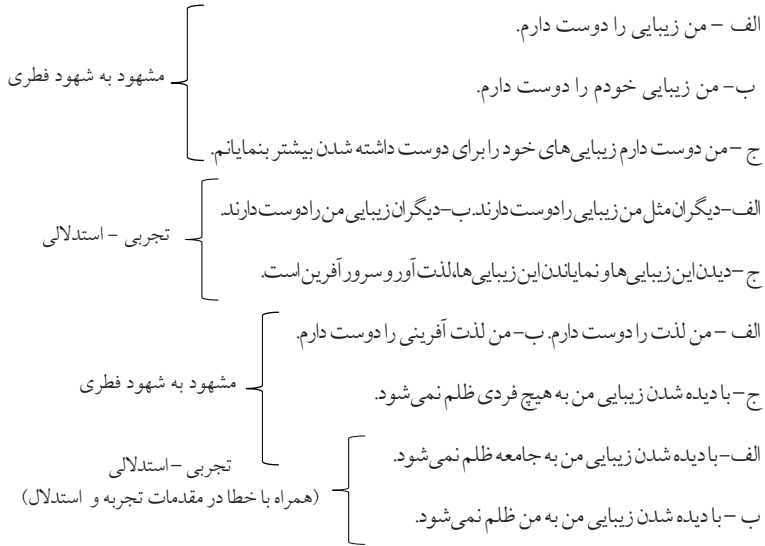 الف – من زیبایی را دوست دارم.
ب- من زیبایی خودم را دوست دارم.
مشهود به شهود فطری
ج – من دوست دارم زیبایی‌های خود را برای دوست داشته شدن بیشتر بنمایانم.
الف-دیگران مثل من زیبایی را دوست دارند. ب-دیگران زیبایی من را دوست دارند.
تجربی - استدلالی
ج –دیدن این زیبایی‌ها و نمایاندن این زیبایی‌ها، لذت آور و سرور آفرین است.
الف – من لذت را دوست دارم. ب- من لذت آفرینی را دوست دارم.
مشهود به شهود فطری
ج- با دیده شدن زیبایی من به هیچ فردی ظلم نمی‌شود.
الف- با دیده شدن زیبایی من به جامعه ظلم نمی‌شود.
تجربی –استدلالی
(همراه با خطا در مقدمات تجربه و استدلال)
ب – با دیده شدن زیبایی من به من ظلم نمی‌شود.